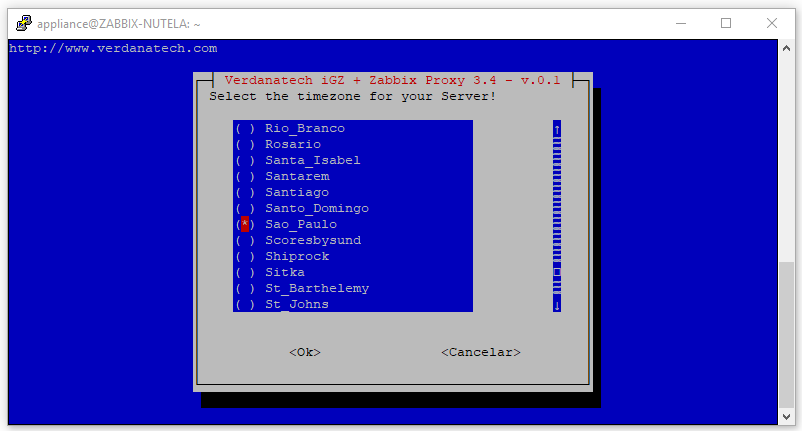 appliance@ZABBIX-NUTELA: ~
http://www.verdanatech.com
Verdanatech iGZ + Zabbix Proxy 3.4 - v.0.1
Select the timezone for your Server!
( ) Rio_Branco
( ) Rosario
( ) Santa_Isabel
( ) Santarem
( ) Santiago
( ) Santo_Domingo
(*) Sao_Paulo
( ) Scoresbysund
( ) Shiprock
( ) Sitka
( ) St_Barthelemy
( ) St_Johns
<Ok> <Cancelar>